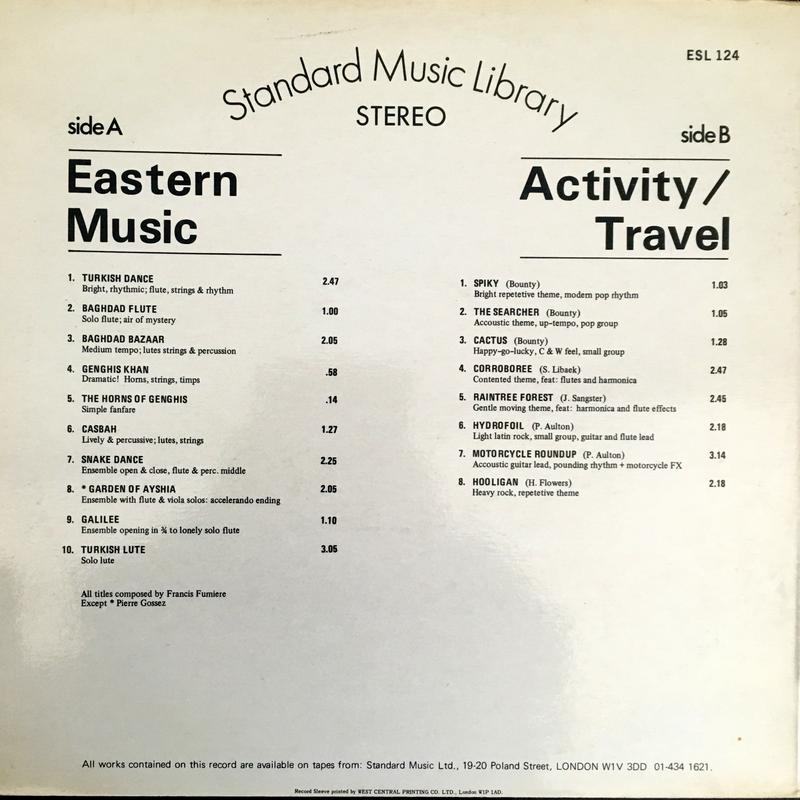 ESL 124
Standard Music Library
STEREO
side A
Eastern
Music
1. TURKISH DANCE 2.47
Bright, rhythmic; flute, strings & rhythm
2. BAGHDAD FLUTE 1.00
Solo flute; air of mystery
3. BAGHDAD BAZAAR 2.05
Medium tempo; lutes strings & percussion
4. GENGHIS KHAN .58
Dramatic! Horns, strings, timps
5. THE HORNS OF GENGHIS .14
Simple fanfare
6. CASBAH 1.27
Lively & percussive; lutes, strings
7. SNAKE DANCE 2.25
Ensemble open & close, flute & perc. middle
8. * GARDEN OF AYSHIA 2.05
Ensemble with flute & viola solos: accelerando ending
9. GALILEE 1.10
Ensemble opening in ¾ to lonely solo flute
10. TURKISH LUTE 3.05
Solo lute
All titles composed by Francis Fumiere
Except * Pierre Gossez
side B
Activity/
Travel
1. SPIKY (Bounty) 1.03
Bright repetetive theme, modern pop rhythm
2. THE SEARCHER (Bounty) 1.05
Accoustic theme, up-tempo, pop group
3. CACTUS (Bounty) 1.28
Happy-go-lucky, C & W feel, small group
4. CORROBOREE (S. Libaek) 2.47
Contented theme, feat: flutes and harmonica
5. RAINTREE FOREST (J. Sangster) 2.45
Gentle moving theme, feat: harmonica and flute effects
6. HYDROFOIL (P. Aulton) 2.18
Light latin rock, small group, guitar and flute lead
7. MOTORCYCLE ROUNDUP (P. Aulton) 3.14
Accoustic guitar lead, pounding rhythm + motorcycle FX
8. HOOLIGAN (H. Flowers) 2.18
Heavy rock, repetetive theme
All works contained on this record are available on tapes from: Standard Music Ltd., 19-20 Poland Street, LONDON W1V 3DD 01-434 1621.
Record Sleeve printed by WEST CENTRAL PRINTING CO. LTD., London W1P 1AD.